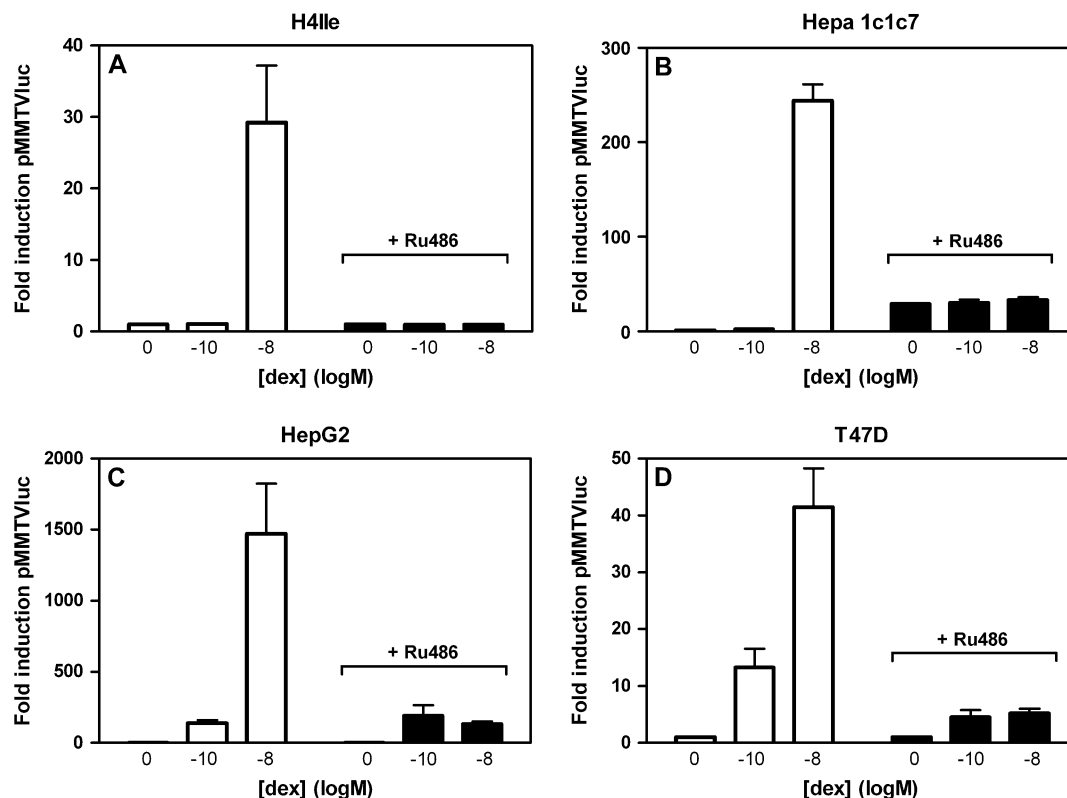 H4IIe
A
Fold induction pMMTVluc
40
30
20
10
0
+ Ru486
0 -10 -8 0 -10 -8
[dex] (logM)
Hepa 1c1c7
B
Fold induction pMMTVluc
300
200
100
0
+ Ru486
0 -10 -8 0 -10 -8
[dex] (logM)
HepG2
C
Fold induction pMMTVluc
2000
1500
1000
500
0
+ Ru486
0 -10 -8 0 -10 -8
[dex] (logM)
T47D
D
Fold induction pMMTVluc
50
40
30
20
10
0
+ Ru486
0 -10 -8 0 -10 -8
[dex] (logM)